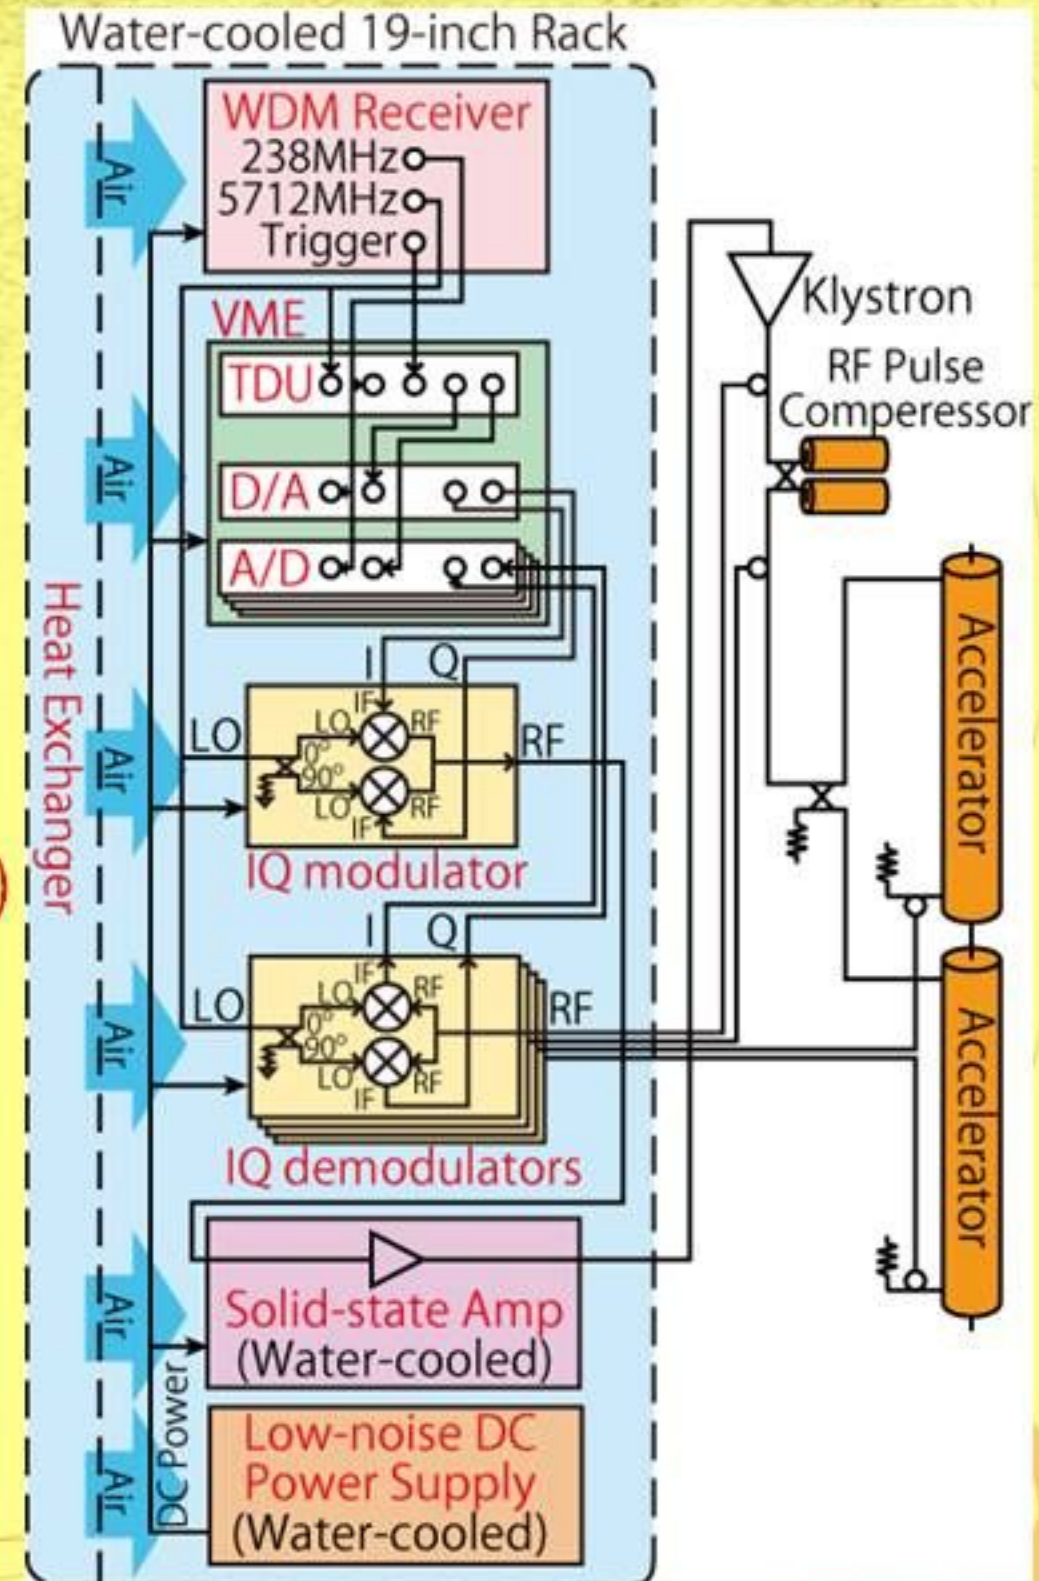 Water-cooled 19-inch Rack
Heat Exchanger
Air
WDM Receiver
238MHz
5712MHz
Trigger
VME
TDU
Air
D/A
A/D
I
Q
Air
LO
IF
LO
RF
0°
90°
LO
RF
IF
RF
IQ modulator
I
Q
Air
LO
IF
LO
RF
0°
90°
LO
RF
IF
RF
IQ demodulators
Air
Solid-state Amp
(Water-cooled)
DC Power
Air
Low-noise DC
Power Supply
(Water-cooled)
Klystron
RF Pulse
Comperessor
Accelerator
Accelerator